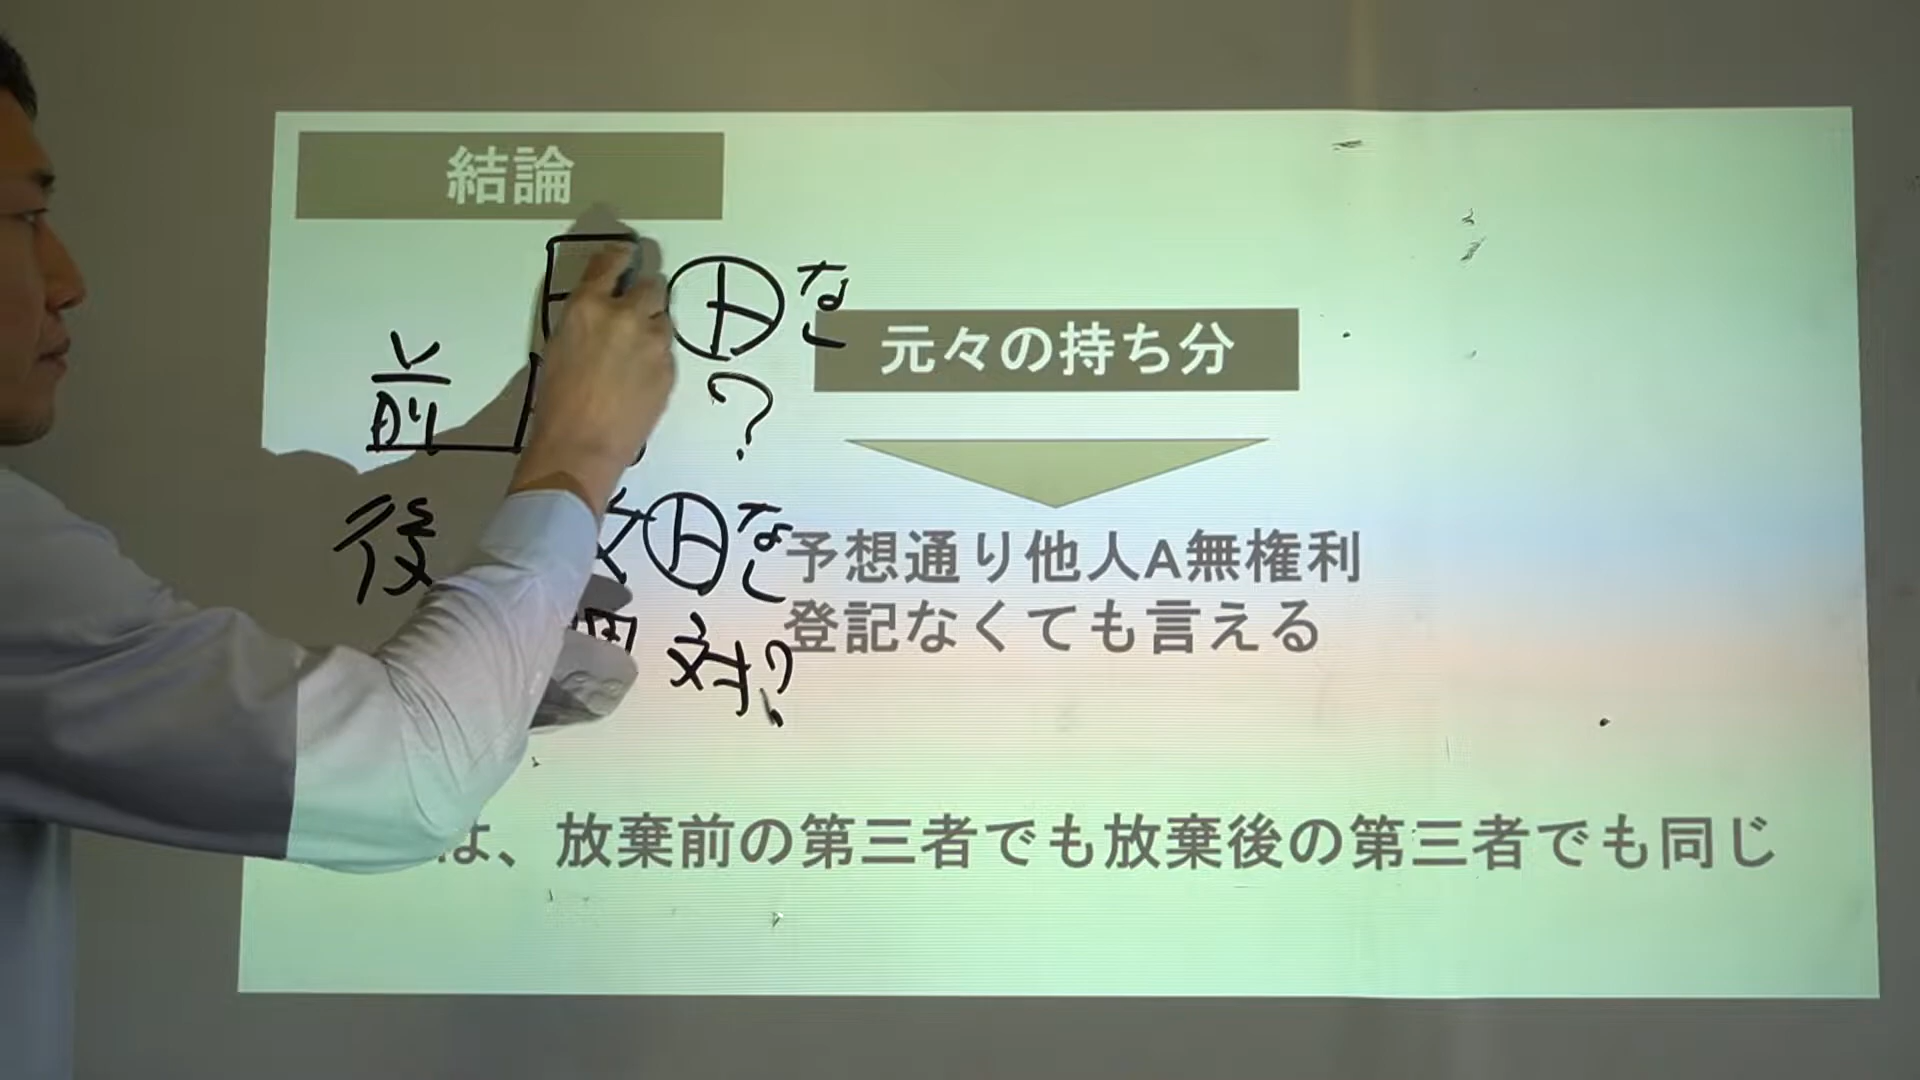 結論
なし
元々の持ち分
前
?
後
なし
予想通り他人A無権利
対?
登記なくても言える
は、放棄前の第三者でも放棄後の第三者でも同じ